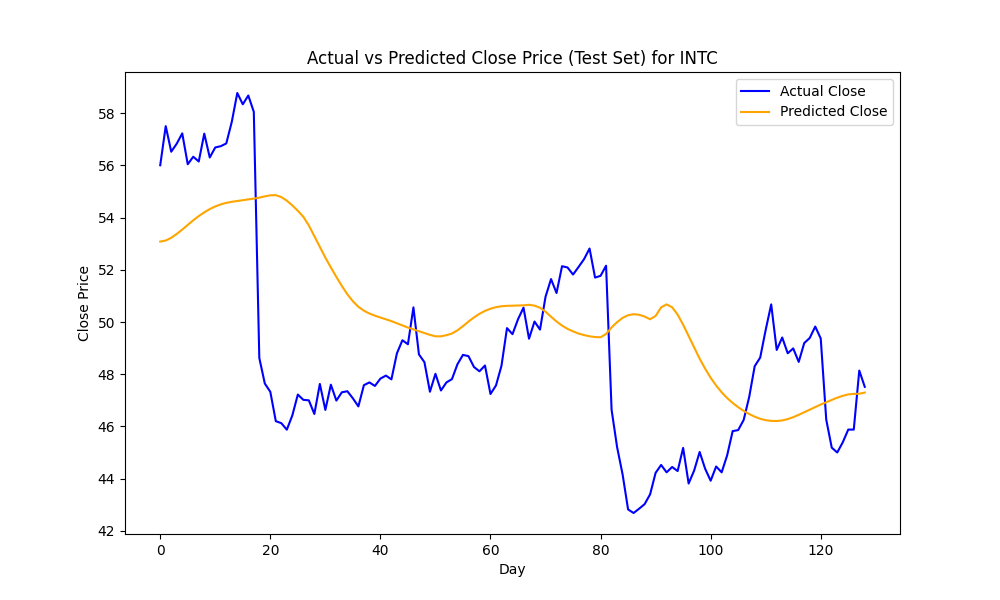 Actual vs Predicted Close Price (Test Set) for INTC
Actual Close
Predicted Close
Close Price
58
56
54
52
50
48
46
44
42
0 20 40 60 80 100 120
Day